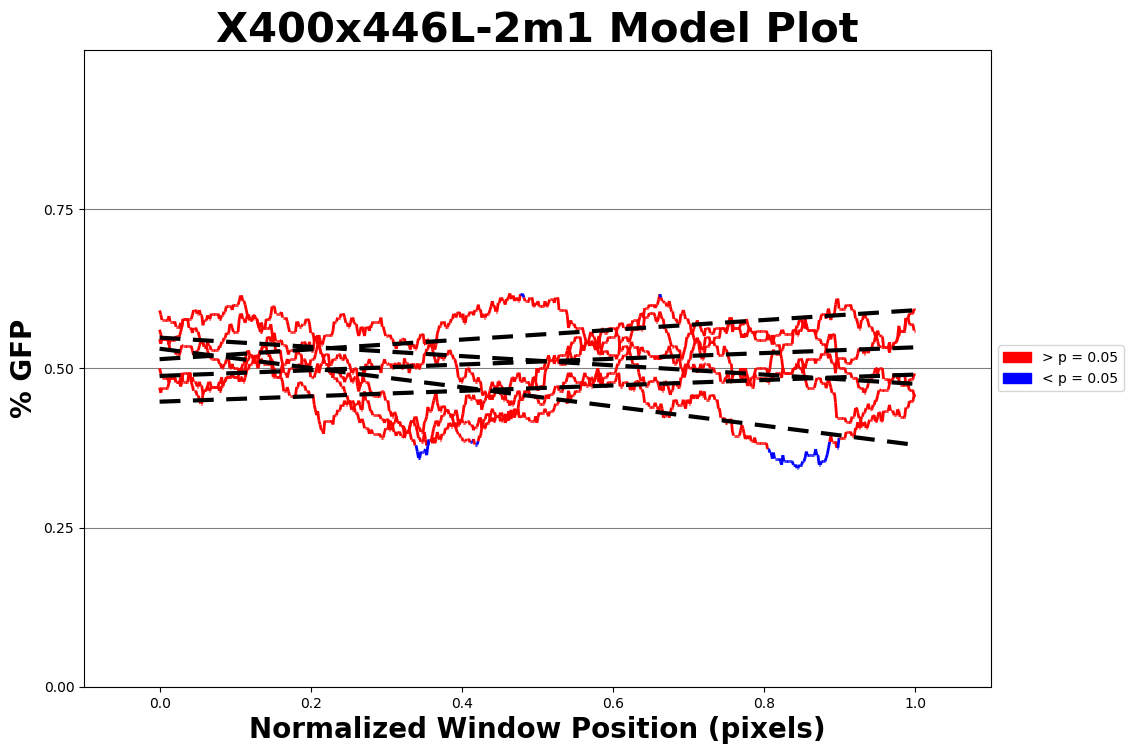 X400x446L-2m1 Model Plot
% GFP
0.75
0.50
0.25
0.00
0.0 0.2 0.4 0.6 0.8 1.0
Normalized Window Position (pixels)
> p = 0.05
< p = 0.05